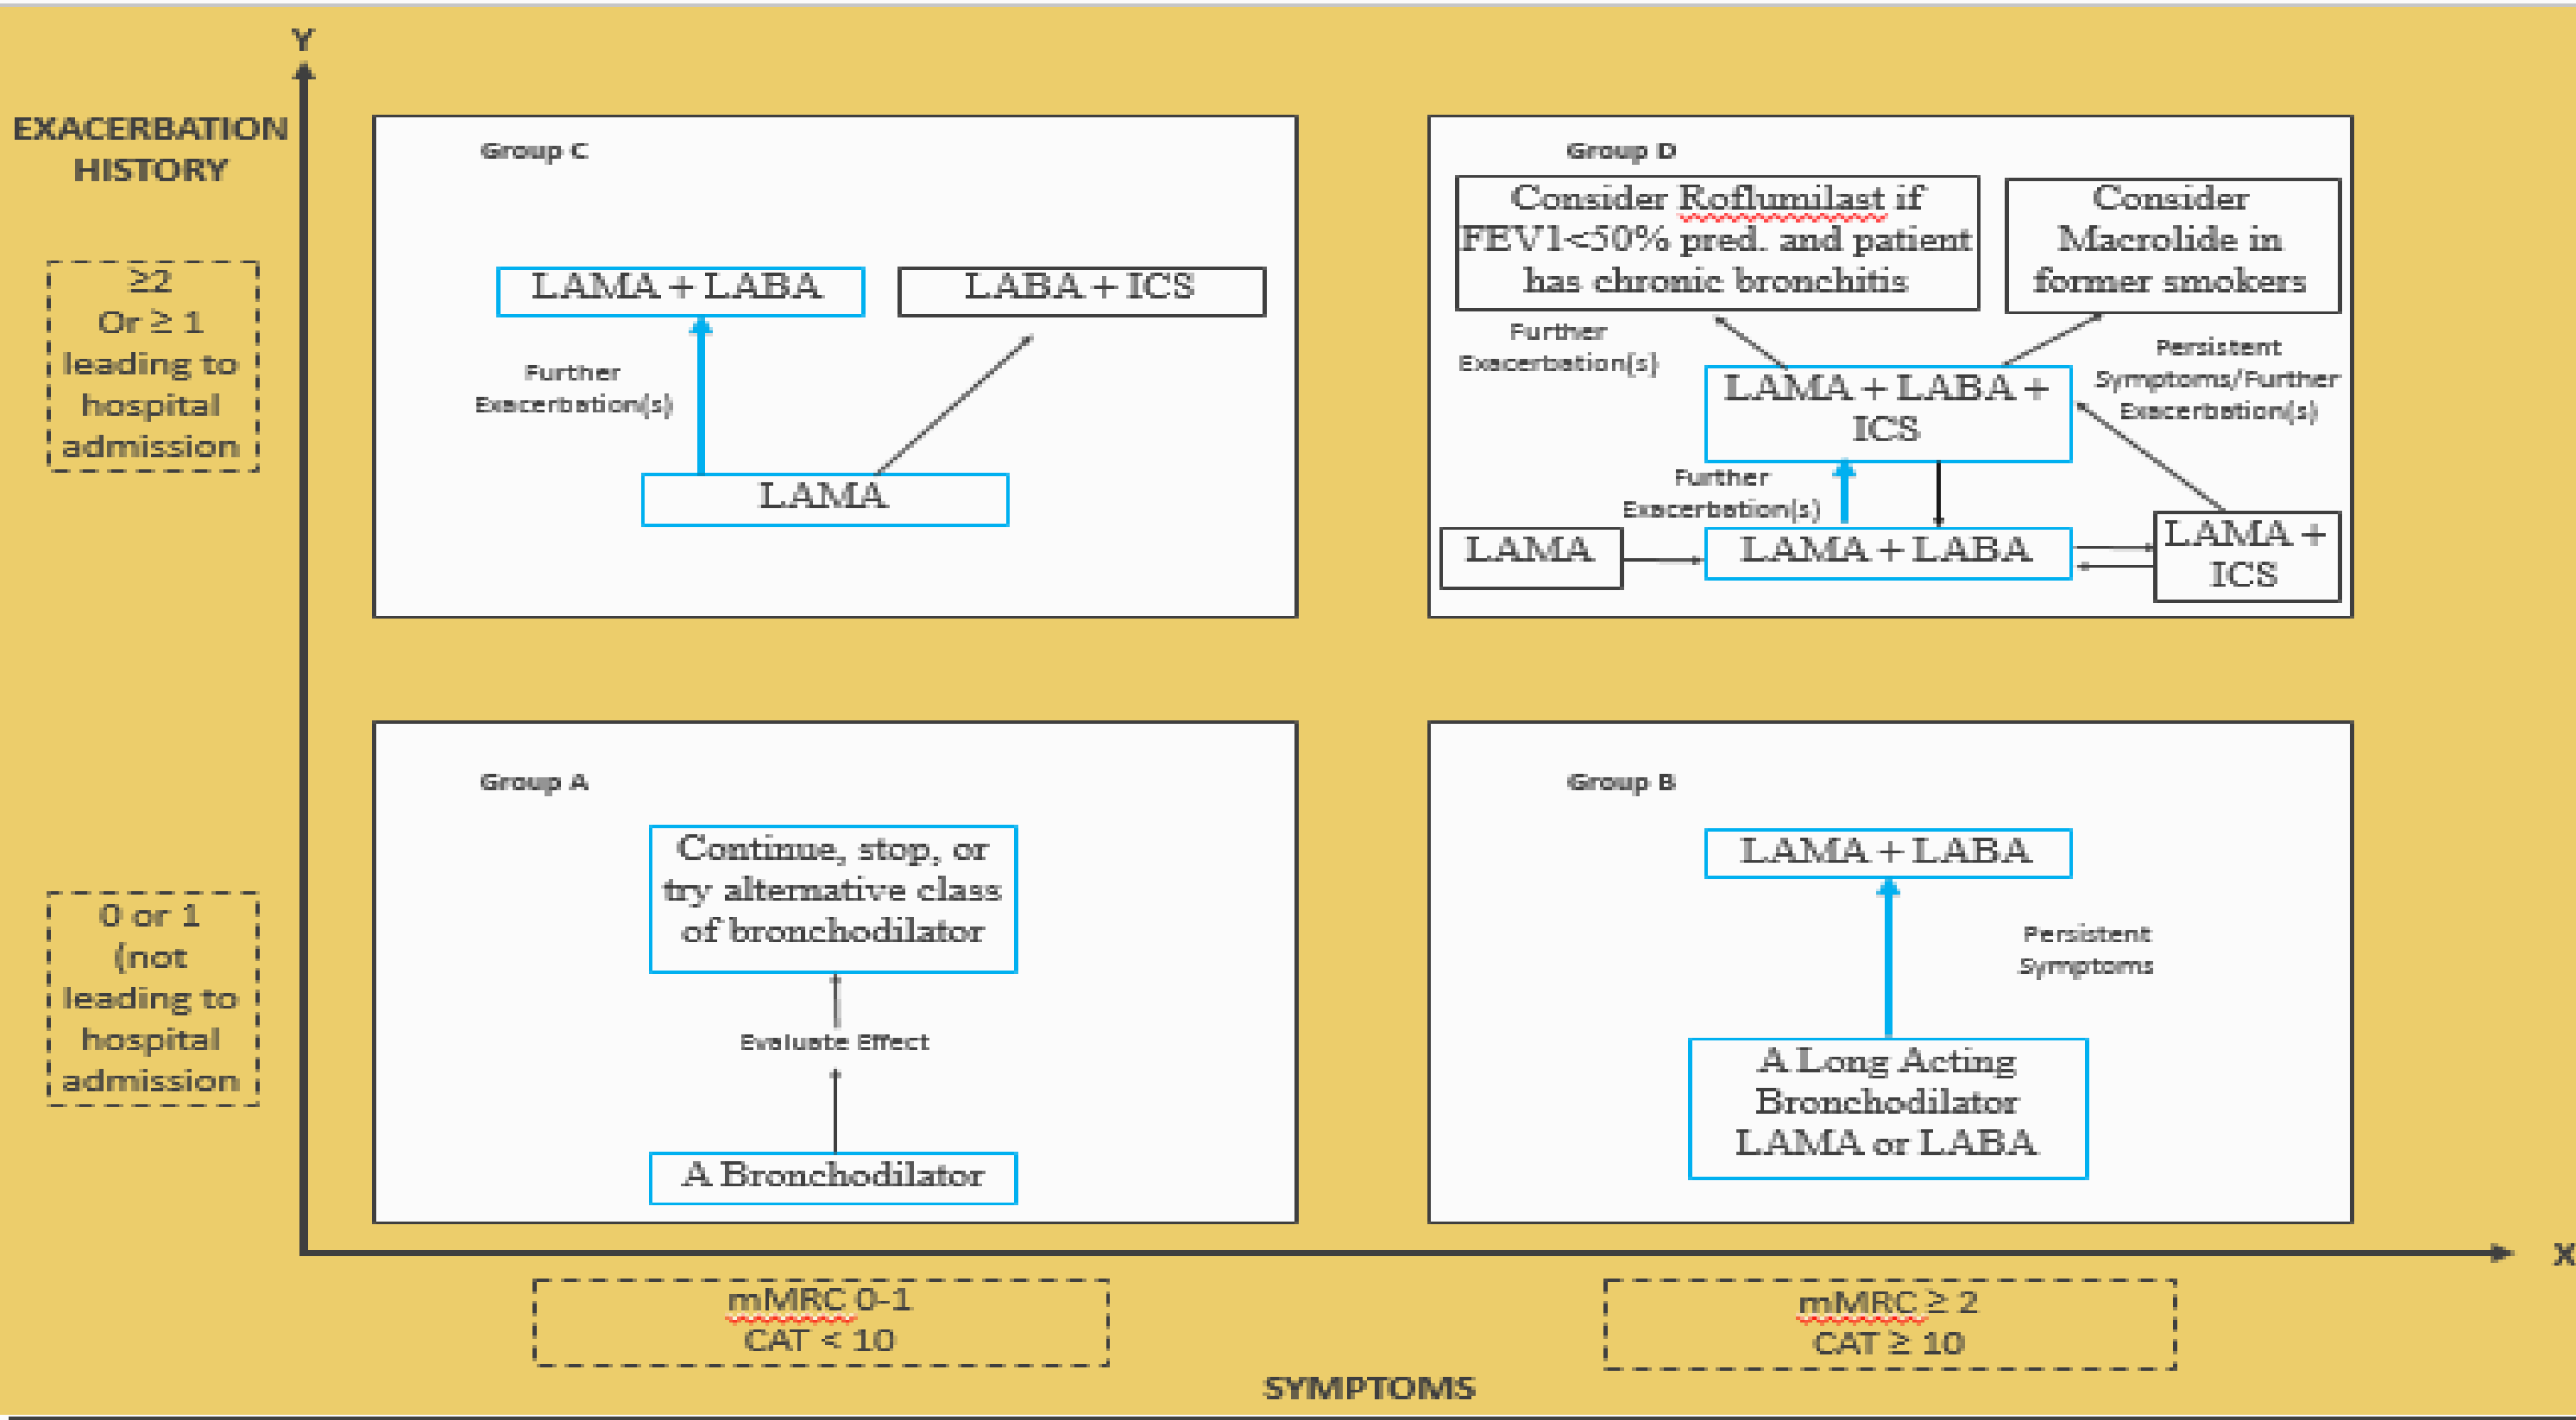 Y
EXACERBATION
HISTORY
≥2
Or ≥ 1
leading to
hospital
admission
0 or 1
(not
leading to
hospital
admission
Group C
LAMA + LABA
LABA + ICS
Further
Exacerbation(s)
LAMA
Group D
Consider Roflumilast if
FEV1<50% pred. and patient
has chronic bronchitis
Consider
Macrolide in
former smokers
Further
Exacerbation(s)
Persistent
Symptoms/Further
Exacerbation(s)
LAMA + LABA +
ICS
Further
Exacerbation(s)
LAMA
LAMA + LABA
LAMA +
ICS
Group A
Continue, stop, or
try alternative class
of bronchodilator
Evaluate Effect
A Bronchodilator
Group B
LAMA + LABA
Persistent
Symptoms
A Long Acting
Bronchodilator
LAMA or LABA
X
mMRC 0-1
CAT < 10
mMRC ≥ 2
CAT ≥ 10
SYMPTOMS